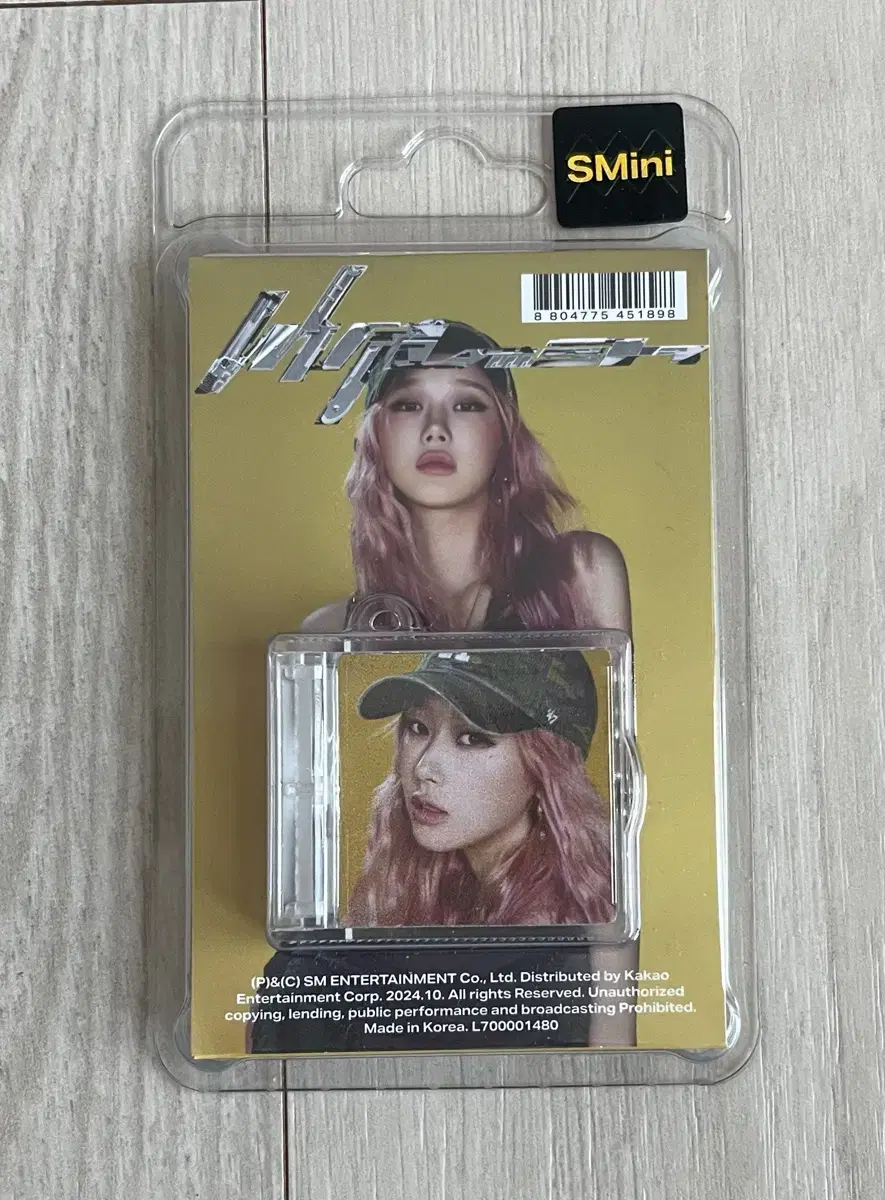 SMini
8 804775 451898
(P)&(C) SM ENTERTAINMENT Co., Ltd. Distributed by Kakao
Entertainment Corp. 2024.10. All rights Reserved. Unauthorized
copying, lending, public performance and broadcasting Prohibited.
Made in Korea. L700001480